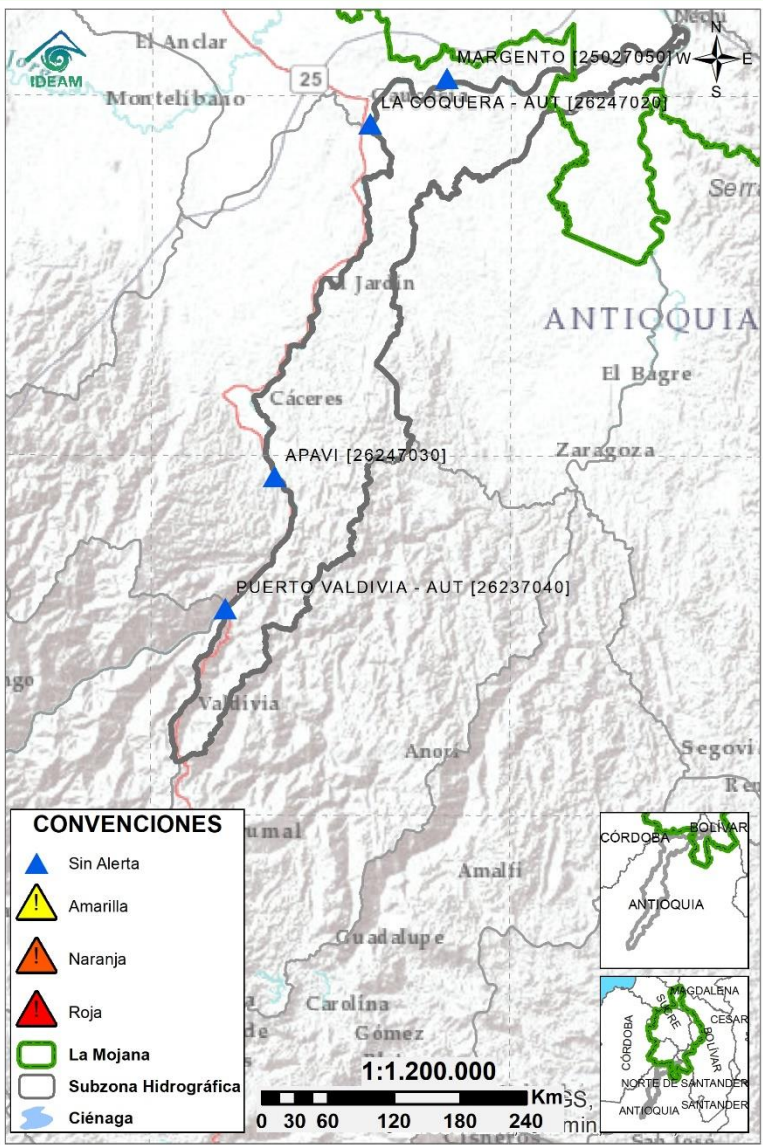 IDEAM
El Anclar
Nechí
N
W
E
S
MARGENTO [25027050]
25
Montelíbano
LA COQUERA - AUT [26247020]
El Jardín
ANTIOQUIA
El Bagre
Cáceres
APAVI [26247030]
Zaragoza
PUERTO VALDIVIA - AUT [26237040]
Valdivia
Anorí
Amalfi
Guadalupe
Carolina
Gómez
CONVENCIONES
Sin Alerta
Amarilla
Naranja
Roja
La Mojana
Subzona Hidrográfica
Ciénaga
1:1.200.000
Km
0 30 60 120 180 240
CÓRDOBA
BOLÍVAR
ANTIOQUIA
MAGDALENA
SUCRE
CESAR
CÓRDOBA
BOLÍVAR
NORTE DE SANTANDER
ANTIOQUIA
SANTANDER